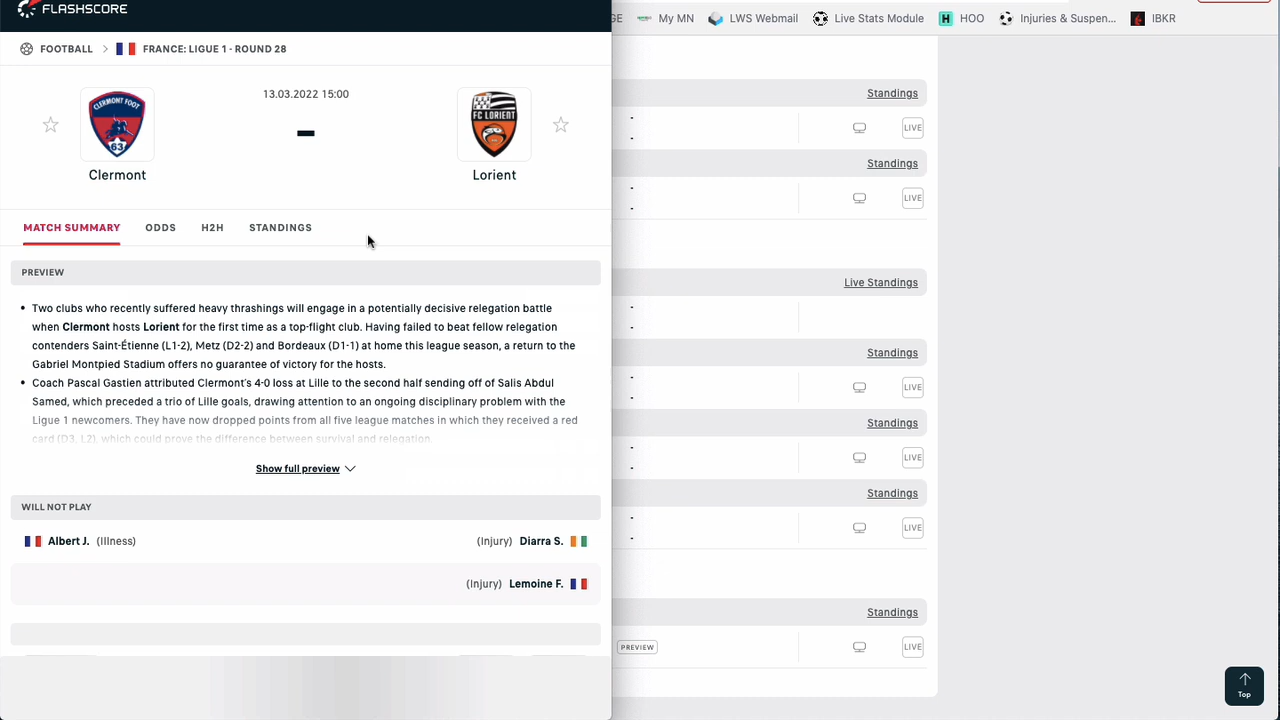 FLASHSCORE
GE My MN LWS Webmail Live Stats Module HOO Injuries & Suspen... IBKR
FOOTBALL FRANCE: LIGUE 1 - ROUND 28
13.03.2022 15:00
CLERMONT FOOT
63
FC LORIENT
-
Clermont
Lorient
MATCH SUMMARY ODDS H2H STANDINGS
PREVIEW
• Two clubs who recently suffered heavy thrashings will engage in a potentially decisive relegation battle
when Clermont hosts Lorient for the first time as a top-flight club. Having failed to beat fellow relegation
contenders Saint-Étienne (L1-2), Metz (D2-2) and Bordeaux (D1-1) at home this league season, a return to the
Gabriel Montpied Stadium offers no guarantee of victory for the hosts.
• Coach Pascal Gastien attributed Clermont's 4-0 loss at Lille to the second half sending off of Salis Abdul
Samed, which preceded a trio of Lille goals, drawing attention to an ongoing disciplinary problem with the
Ligue 1 newcomers. They have now dropped points from all five league matches in which they received a red
card (D3, L2), which could prove the difference between survival and relegation.
Show full preview
WILL NOT PLAY
Albert J. (Illness)
(Injury) Diarra S.
(Injury) Lemoine F.
Standings
-
-
LIVE
Standings
-
-
LIVE
Live Standings
-
-
Standings
-
-
LIVE
Standings
-
-
LIVE
Standings
-
-
LIVE
Standings
PREVIEW
LIVE
Top